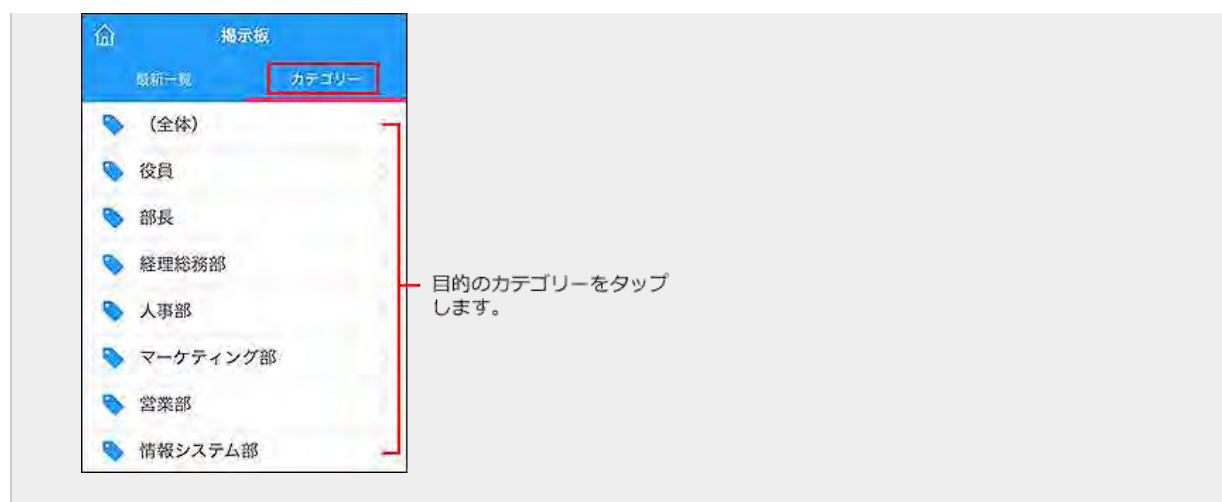 掲示板
最新一覧 カテゴリー
（全体）
役員
部長
経理総務部
人事部
マーケティング部
営業部
情報システム部
目的のカテゴリーをタップ
します。